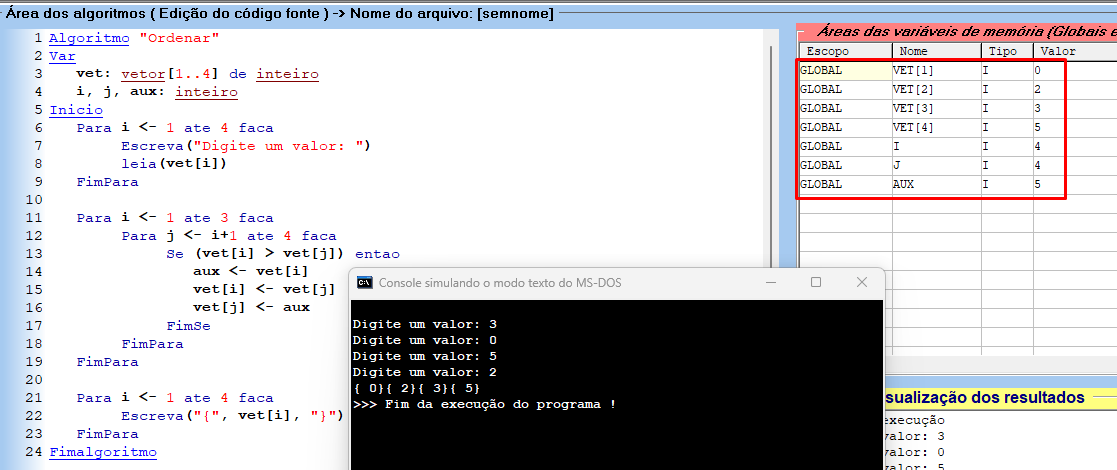 Área dos algoritmos ( Edição do código fonte ) -> Nome do arquivo: [semnome]
1 Algoritmo "Ordenar"
2 Var
3 vet: vetor[1..4] de inteiro
4 i, j, aux: inteiro
5 Inicio
6 Para i <- 1 ate 4 faca
7 Escreva("Digite um valor: ")
8 leia(vet[i])
9 FimPara
10
11 Para i <- 1 ate 3 faca
12 Para j <- i+1 ate 4 faca
13 Se (vet[i] > vet[j]) entao
14 aux <- vet[i]
15 vet[i] <- vet[j]
16 vet[j] <- aux
17 FimSe
18 FimPara
19 FimPara
20
21 Para i <- 1 ate 4 faca
22 Escreva("{", vet[i], "}")
23 FimPara
24 Fimalgoritmo
Áreas das variáveis de memória (Globais e
Escopo Nome Tipo Valor
GLOBAL VET[1] I 0
GLOBAL VET[2] I 2
GLOBAL VET[3] I 3
GLOBAL VET[4] I 5
GLOBAL I I 4
GLOBAL J I 4
GLOBAL AUX I 5
Console simulando o modo texto do MS-DOS
Digite um valor: 3
Digite um valor: 0
Digite um valor: 5
Digite um valor: 2
{ 0}{ 2}{ 3}{ 5}
>>> Fim da execução do programa !
sualização dos resultados
execução
valor: 3
valor: 0
valor: 5